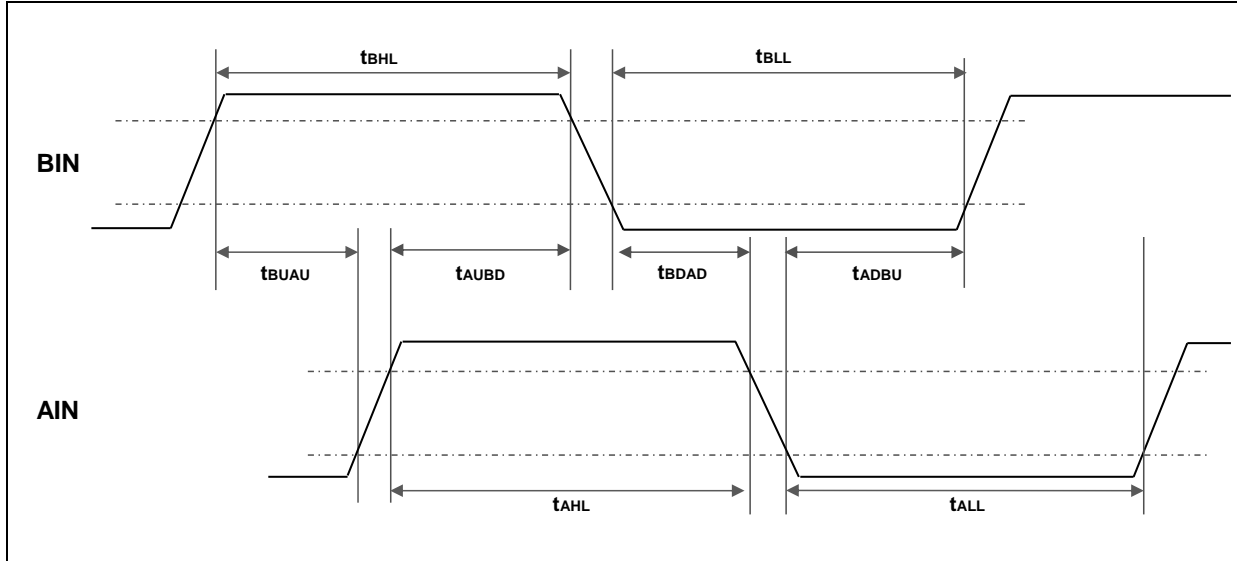 tBHL
tBLL
BIN
tBUAU
tAUBD
tBDAD
tADBU
AIN
tAHL
tALL